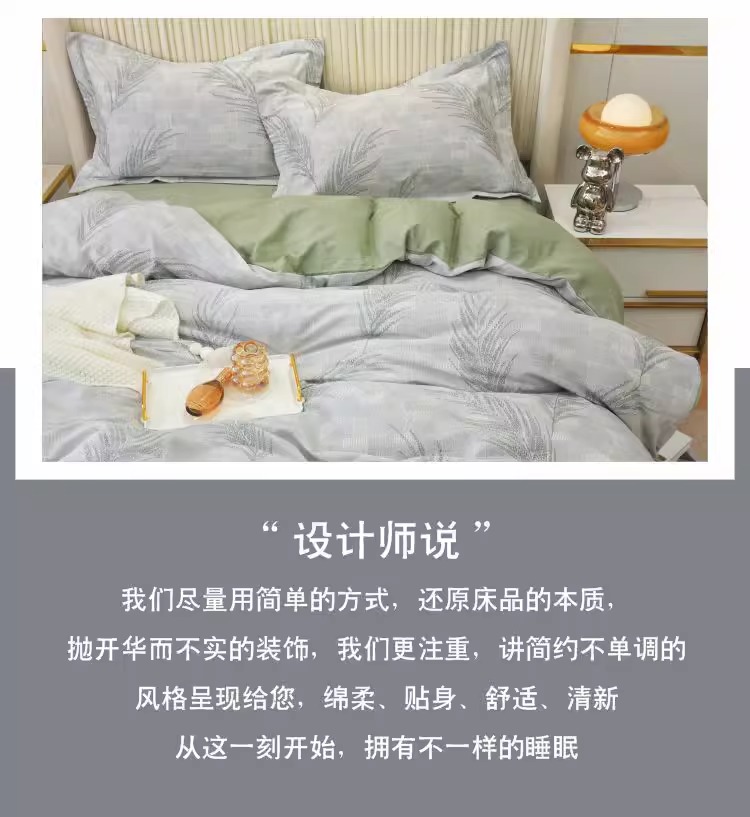 “设计师说”
我们尽量用简单的方式，还原床品的本质，
抛开华而不实的装饰，我们更注重，讲简约不单调的
风格呈现给您，绵柔、贴身、舒适、清新
从这一刻开始，拥有不一样的睡眠